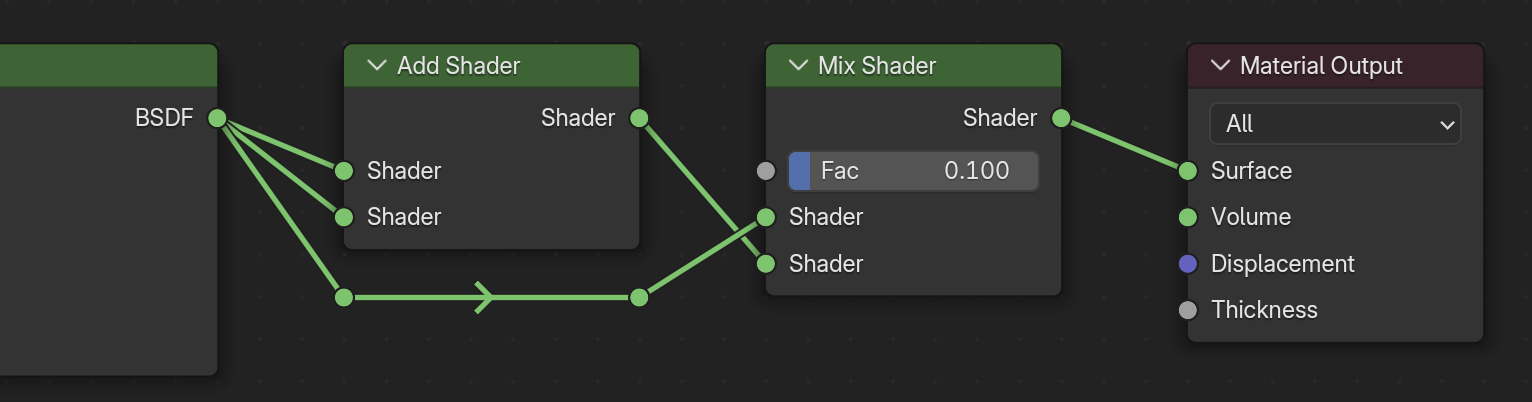 BSDF
Add Shader
Shader
Shader
Shader
Mix Shader
Shader
Fac 0.100
Shader
Shader
Material Output
All
Surface
Volume
Displacement
Thickness